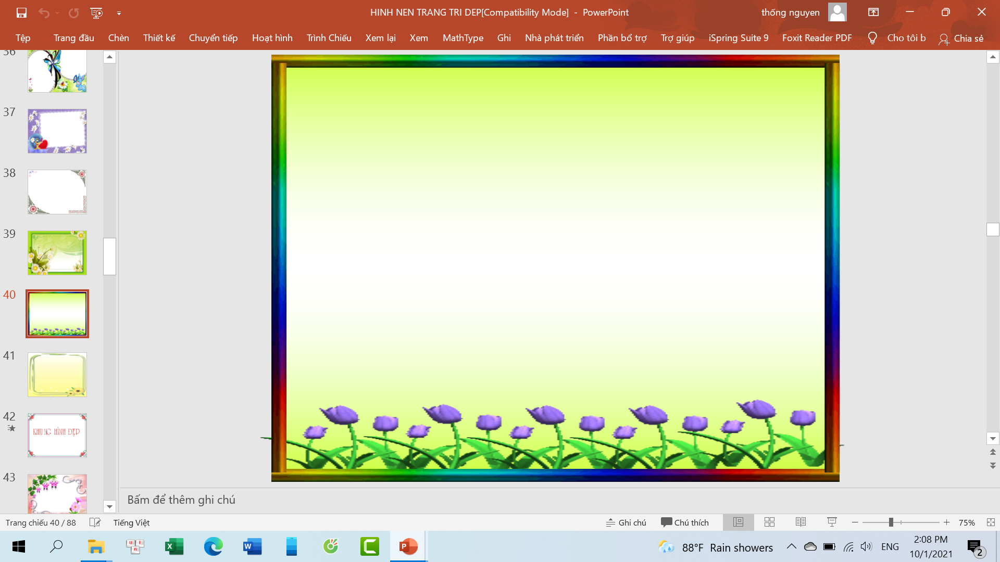 HINH NEN TRANG TRI DEP[Compatibility Mode] - PowerPoint
thống nguyen
Tệp Trang đầu Chèn Thiết kế Chuyển tiếp Hoạt hình Trình Chiếu Xem lại Xem MathType Ghi Nhà phát triển Phần bổ trợ Trợ giúp iSpring Suite 9 Foxit Reader PDF Cho tôi b Chia sẻ
36
37
38
39
40
41
42
KHUNG HÌNH ĐẸP
43
Bấm để thêm ghi chú
Trang chiếu 40 / 88 Tiếng Việt Ghi chú Chú thích 75%
88°F Rain showers ENG
2:08 PM
10/1/2021
2